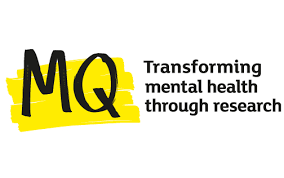 MQ
Transforming
mental health
through research